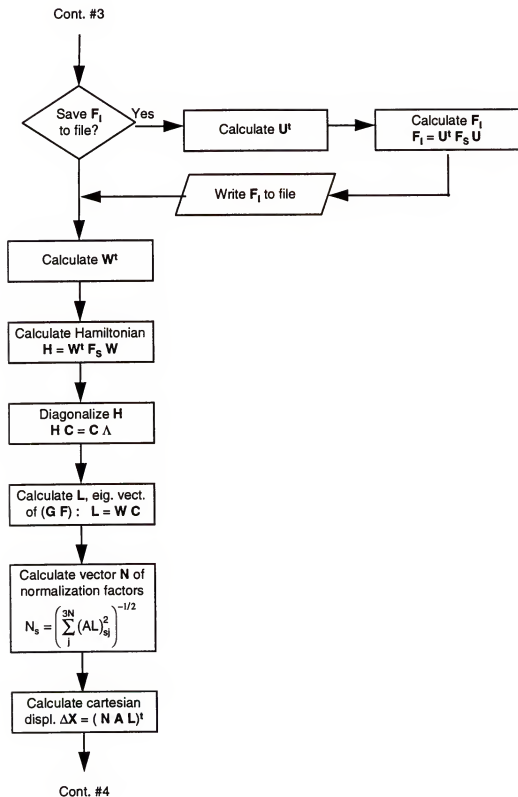 Cont. #3
Save F_I
to file?
Yes
Calculate U^t
Calculate F_I
F_I = U^t F_S U
Write F_I to file
Calculate W^t
Calculate Hamiltonian
H = W^t F_S W
Diagonalize H
H C = C Λ
Calculate L, eig. vect.
of (G F) : L = W C
Calculate vector N of
normalization factors
N_s = ( ∑_j^{3N} (AL)_{sj}^2 )^{-1/2}
Calculate cartesian
displ. ΔX = ( N A L)^t
Cont. #4